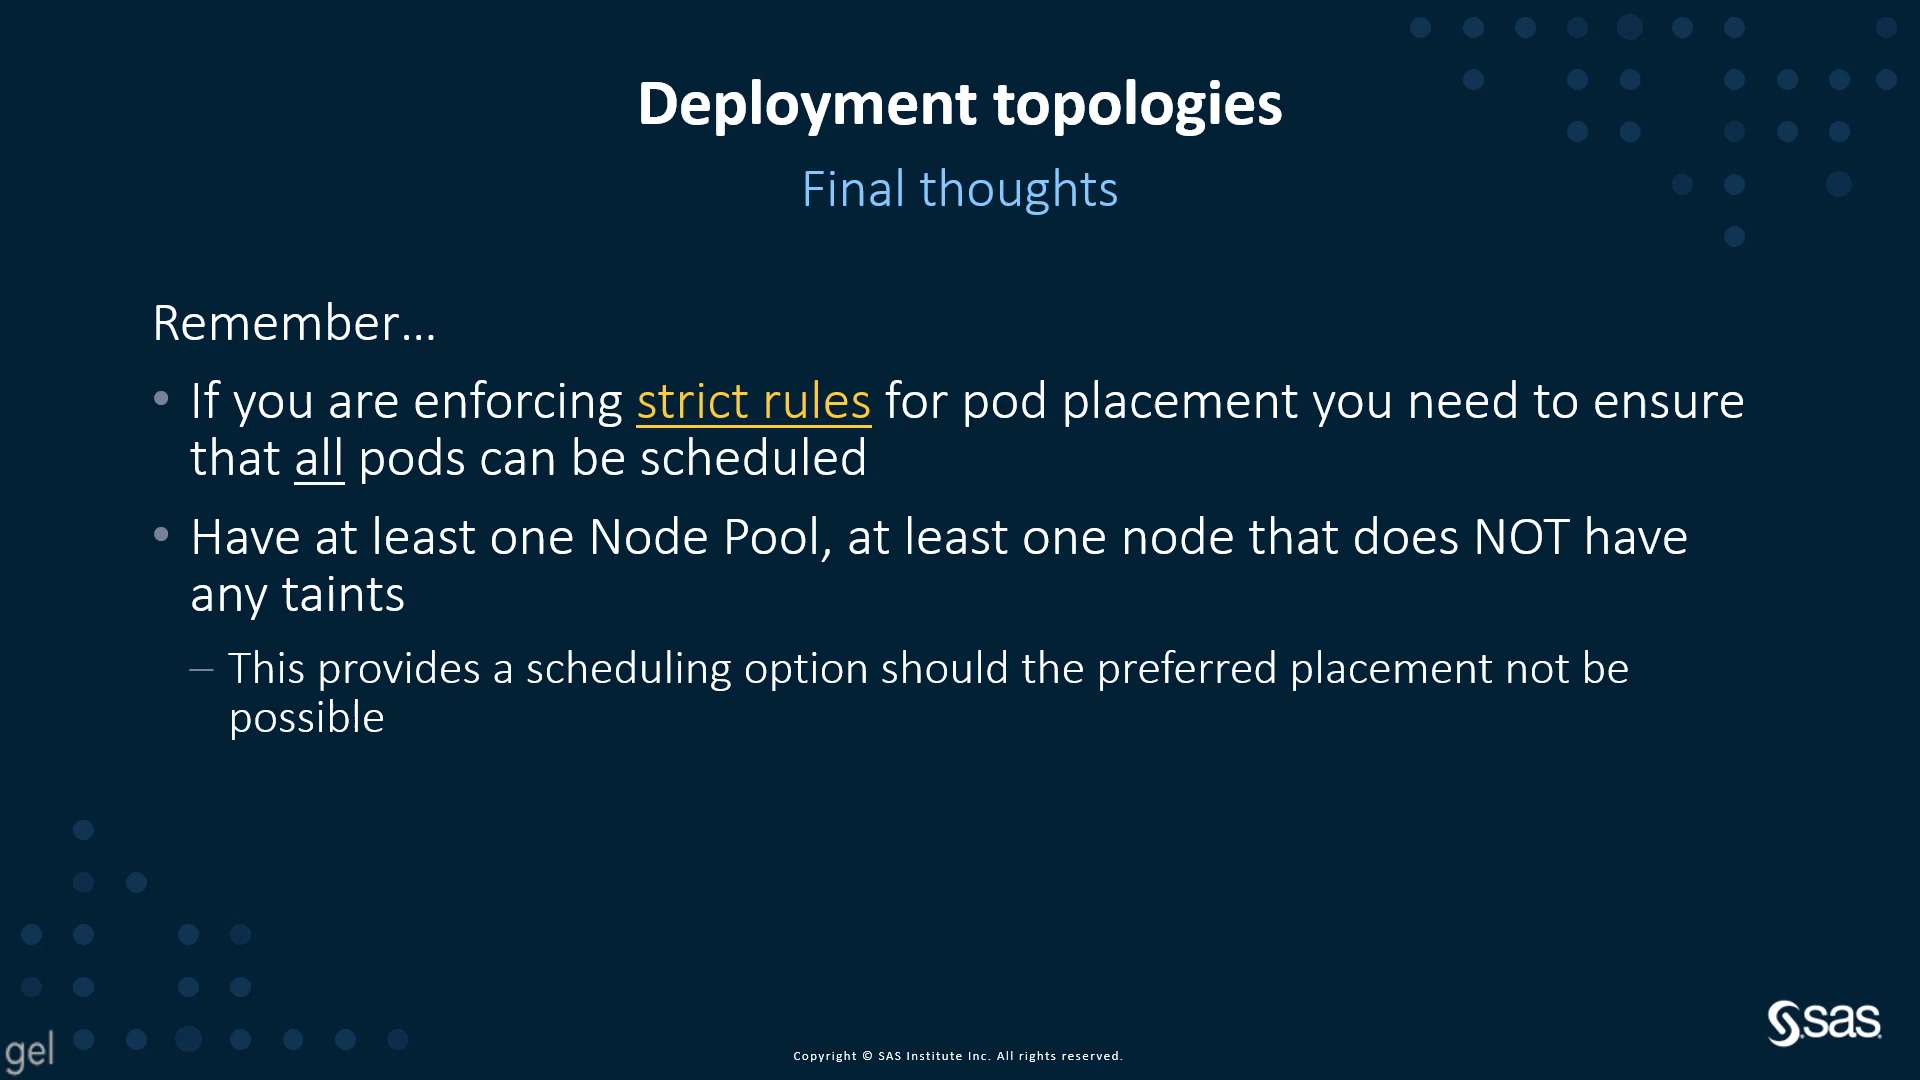 Deployment topologies
Final thoughts
Remember...
• If you are enforcing strict rules for pod placement you need to ensure
that all pods can be scheduled
• Have at least one Node Pool, at least one node that does NOT have
any taints
– This provides a scheduling option should the preferred placement not be
possible
gel
Copyright © SAS Institute Inc. All rights reserved.
sas